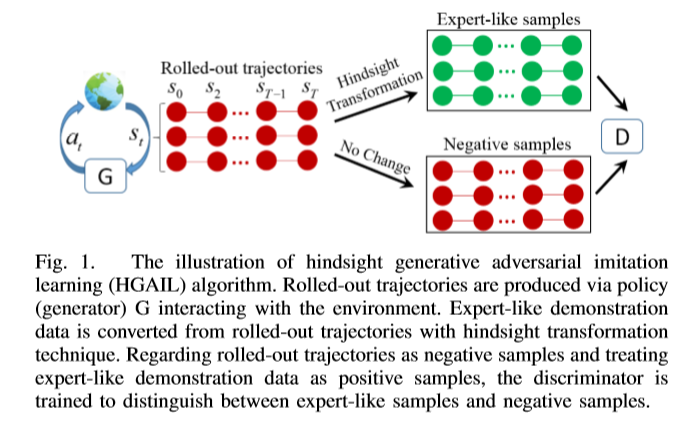 Expert-like samples
Rolled-out trajectories
Hindsight
Transformation
S0 S2 ST−1 ST
at
St
G
No Change
Negative samples
D
Fig. 1. The illustration of hindsight generative adversarial imitation
learning (HGAIL) algorithm. Rolled-out trajectories are produced via policy
(generator) G interacting with the environment. Expert-like demonstration
data is converted from rolled-out trajectories with hindsight transformation
technique. Regarding rolled-out trajectories as negative samples and treating
expert-like demonstration data as positive samples, the discriminator is
trained to distinguish between expert-like samples and negative samples.